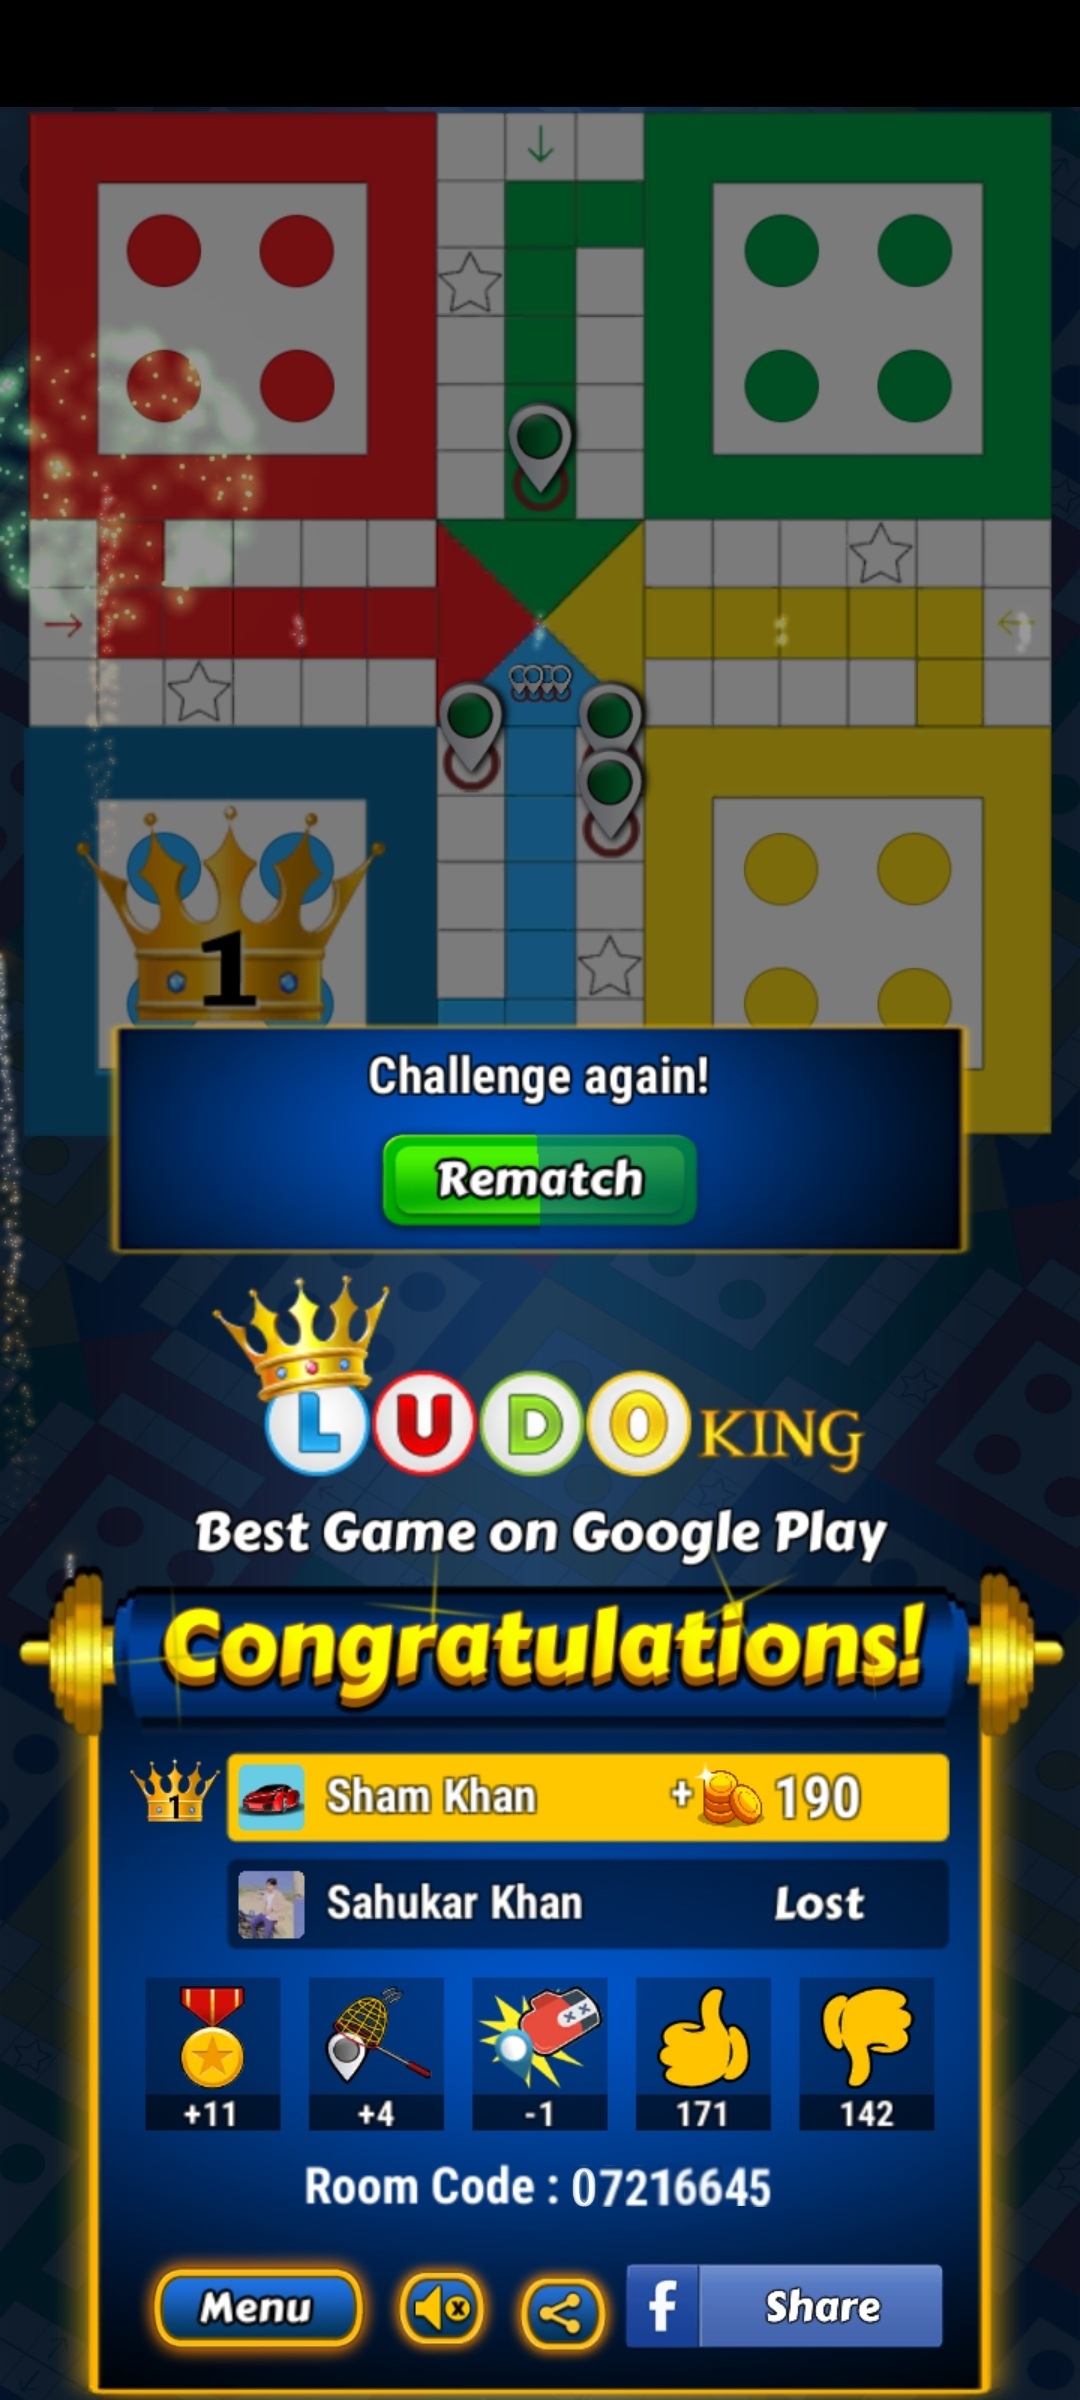 1
Challenge again!
Rematch
LUDO KING
Best Game on Google Play
Congratulations!
1 Sham Khan + 190
Sahukar Khan Lost
+11 +4 -1 171 142
Room Code : 07216645
Menu x f Share